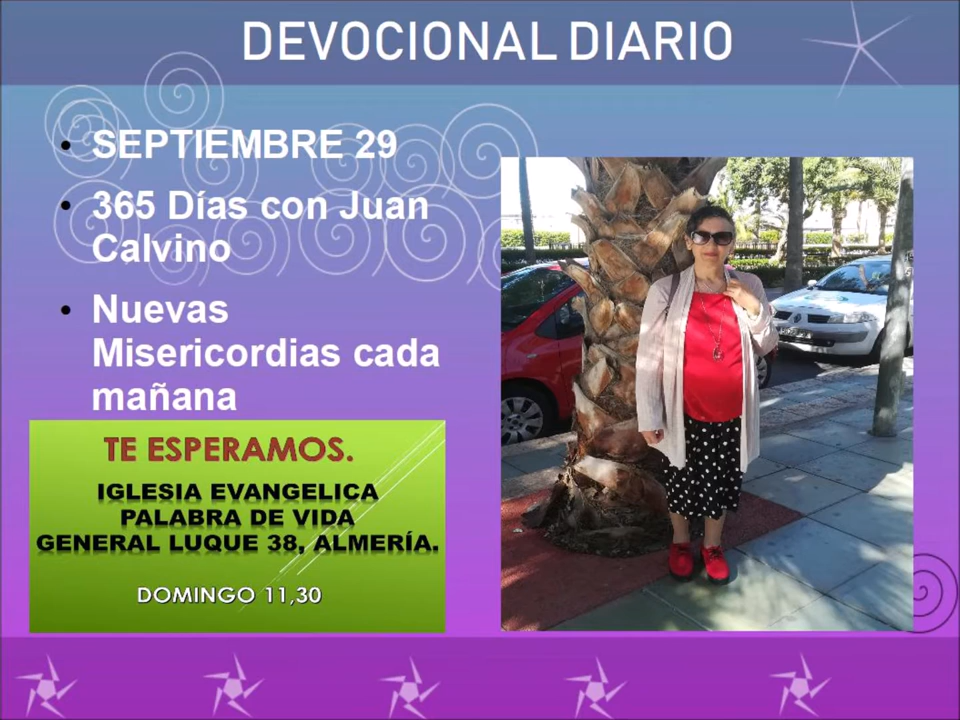 DEVOCIONAL DIARIO
SEPTIEMBRE 29
365 Días con Juan
Calvino
Nuevas
Misericordias cada
mañana
TE ESPERAMOS.
IGLESIA EVANGELICA
PALABRA DE VIDA
GENERAL LUQUE 38, ALMERÍA.
DOMINGO 11,30